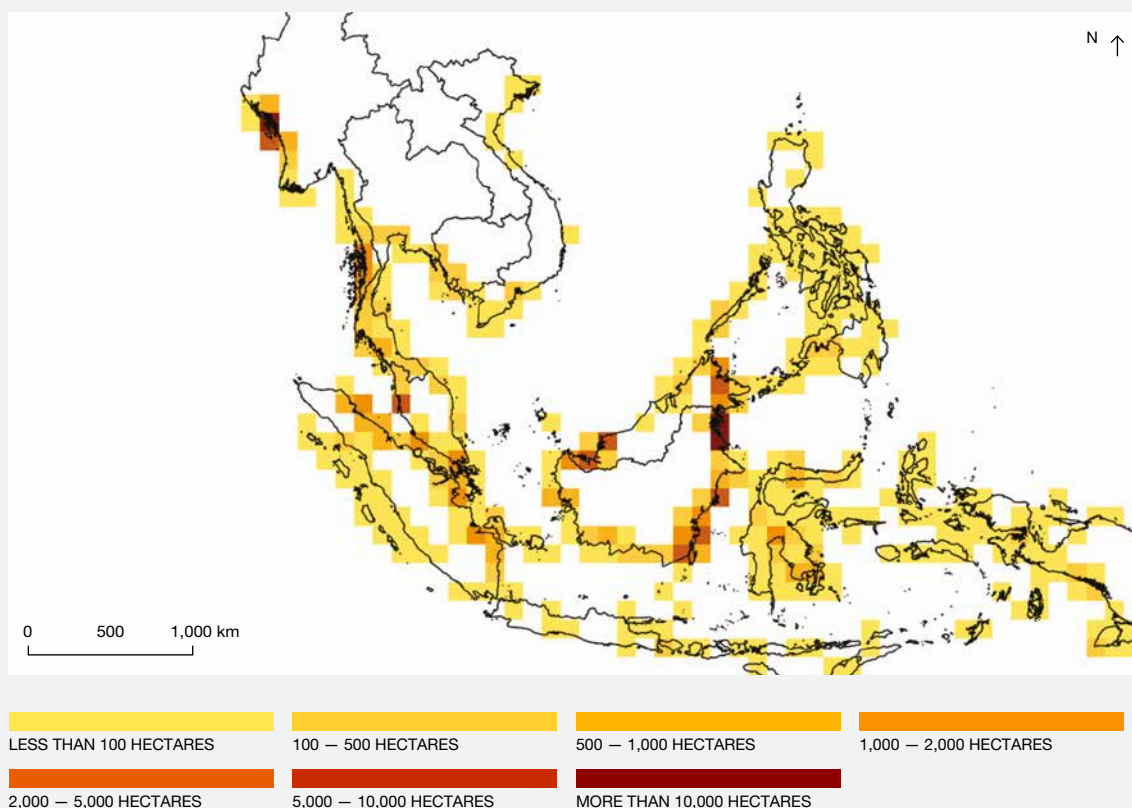 N
0 500 1,000 km
LESS THAN 100 HECTARES
100 — 500 HECTARES
500 — 1,000 HECTARES
1,000 — 2,000 HECTARES
2,000 — 5,000 HECTARES
5,000 — 10,000 HECTARES
MORE THAN 10,000 HECTARES